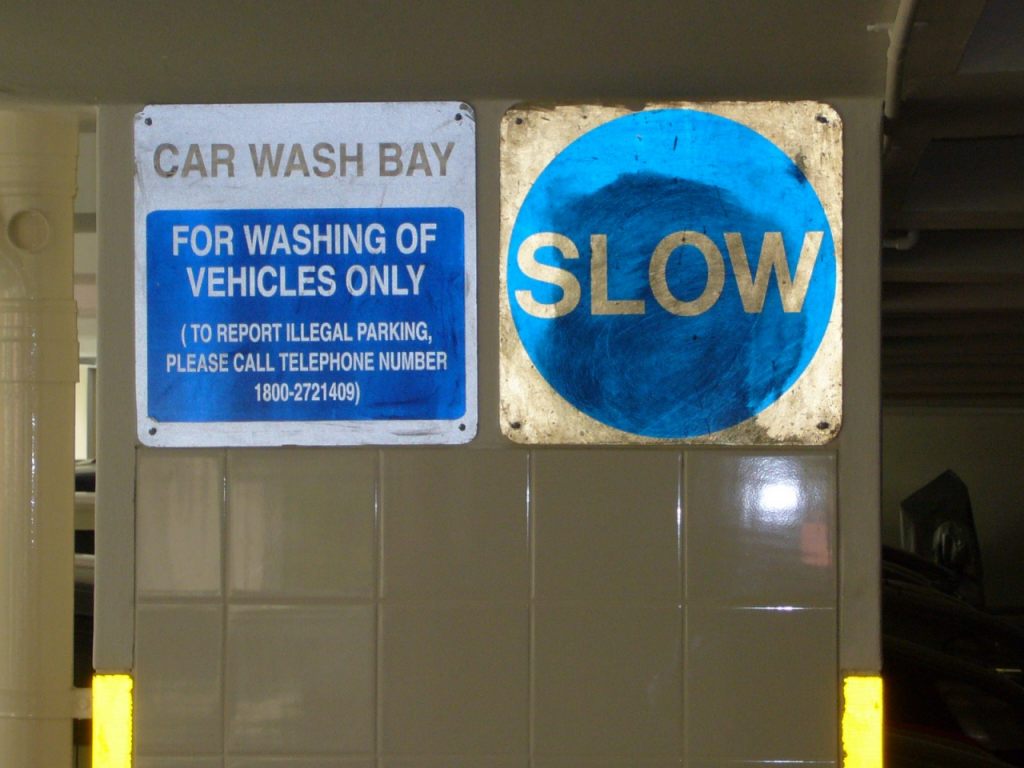 CAR WASH BAY
FOR WASHING OF
VEHICLES ONLY
( TO REPORT ILLEGAL PARKING,
PLEASE CALL TELEPHONE NUMBER
1800-2721409)
SLOW